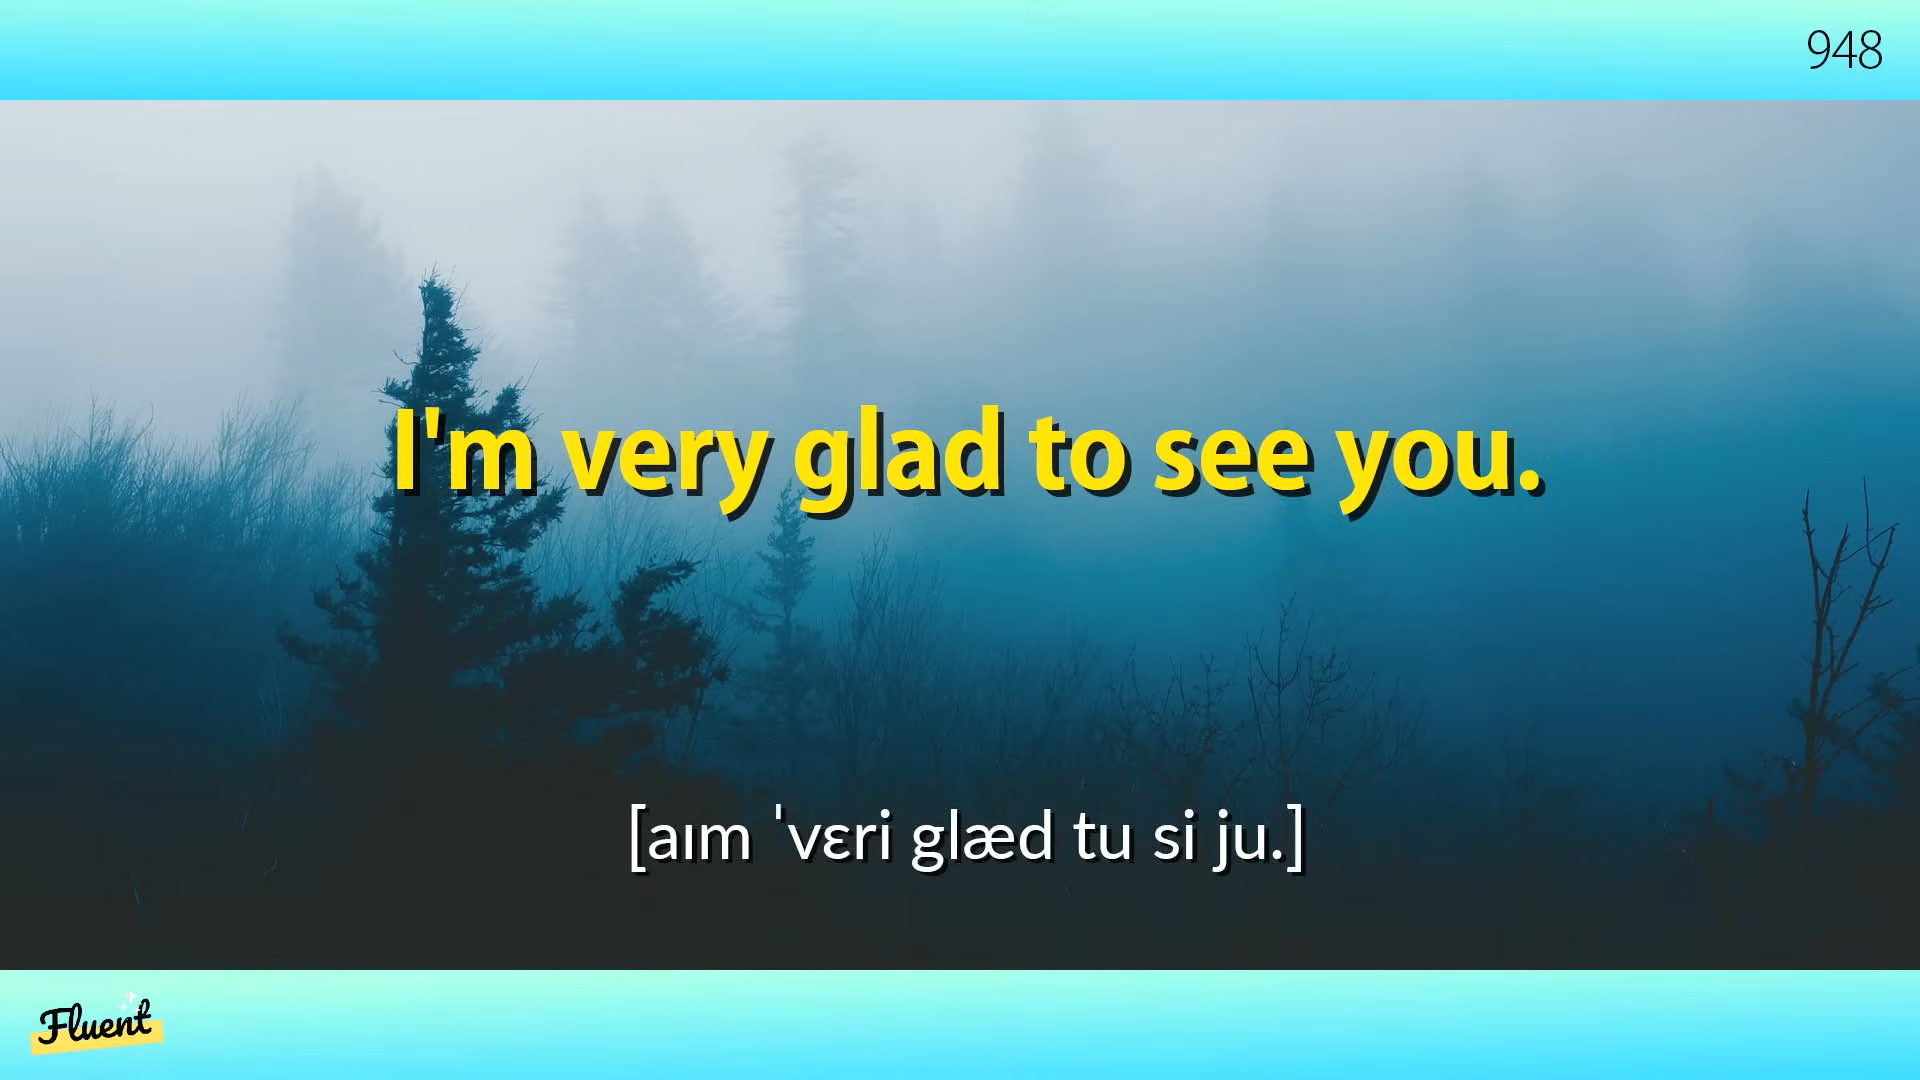 948
I'm very glad to see you.
[aɪm ˈvɛri glæd tu si ju.]
Fluent